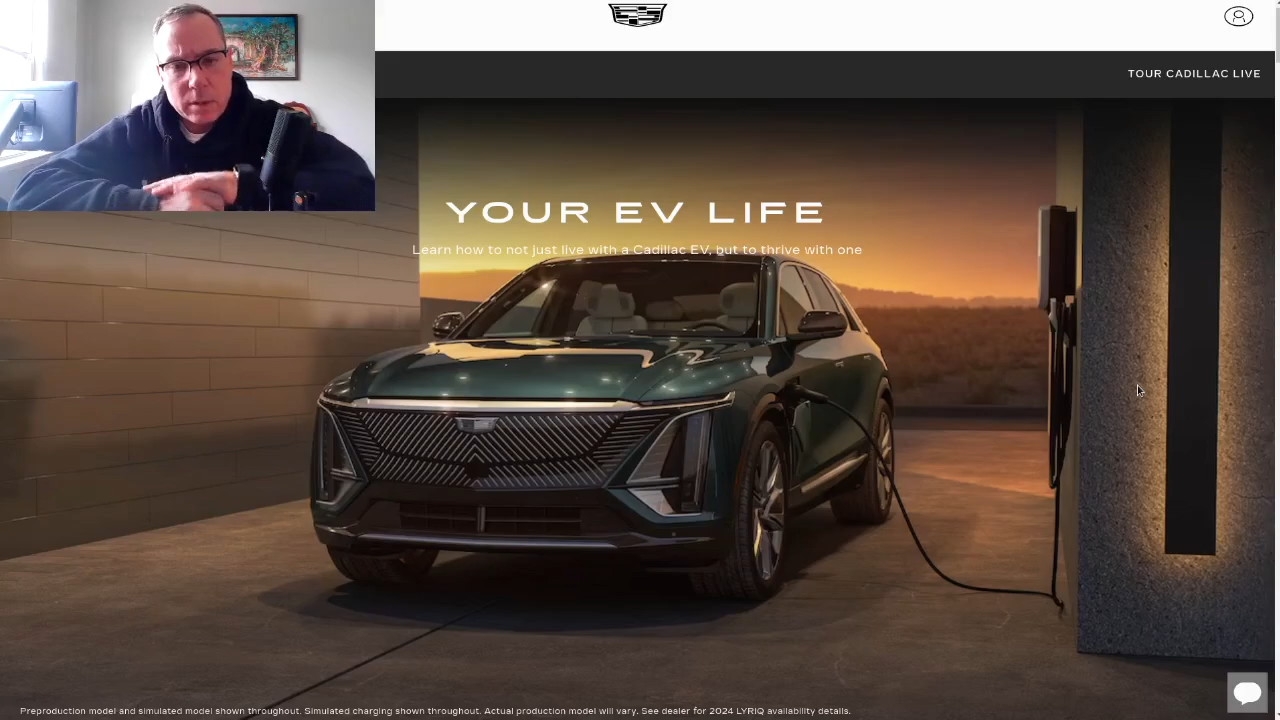 TOUR CADILLAC LIVE
YOUR EV LIFE
Learn how to not just live with a Cadillac EV, but to thrive with one
Preproduction model and simulated model shown throughout. Simulated charging shown throughout. Actual production model will vary. See dealer for 2024 LYRIQ availability details.